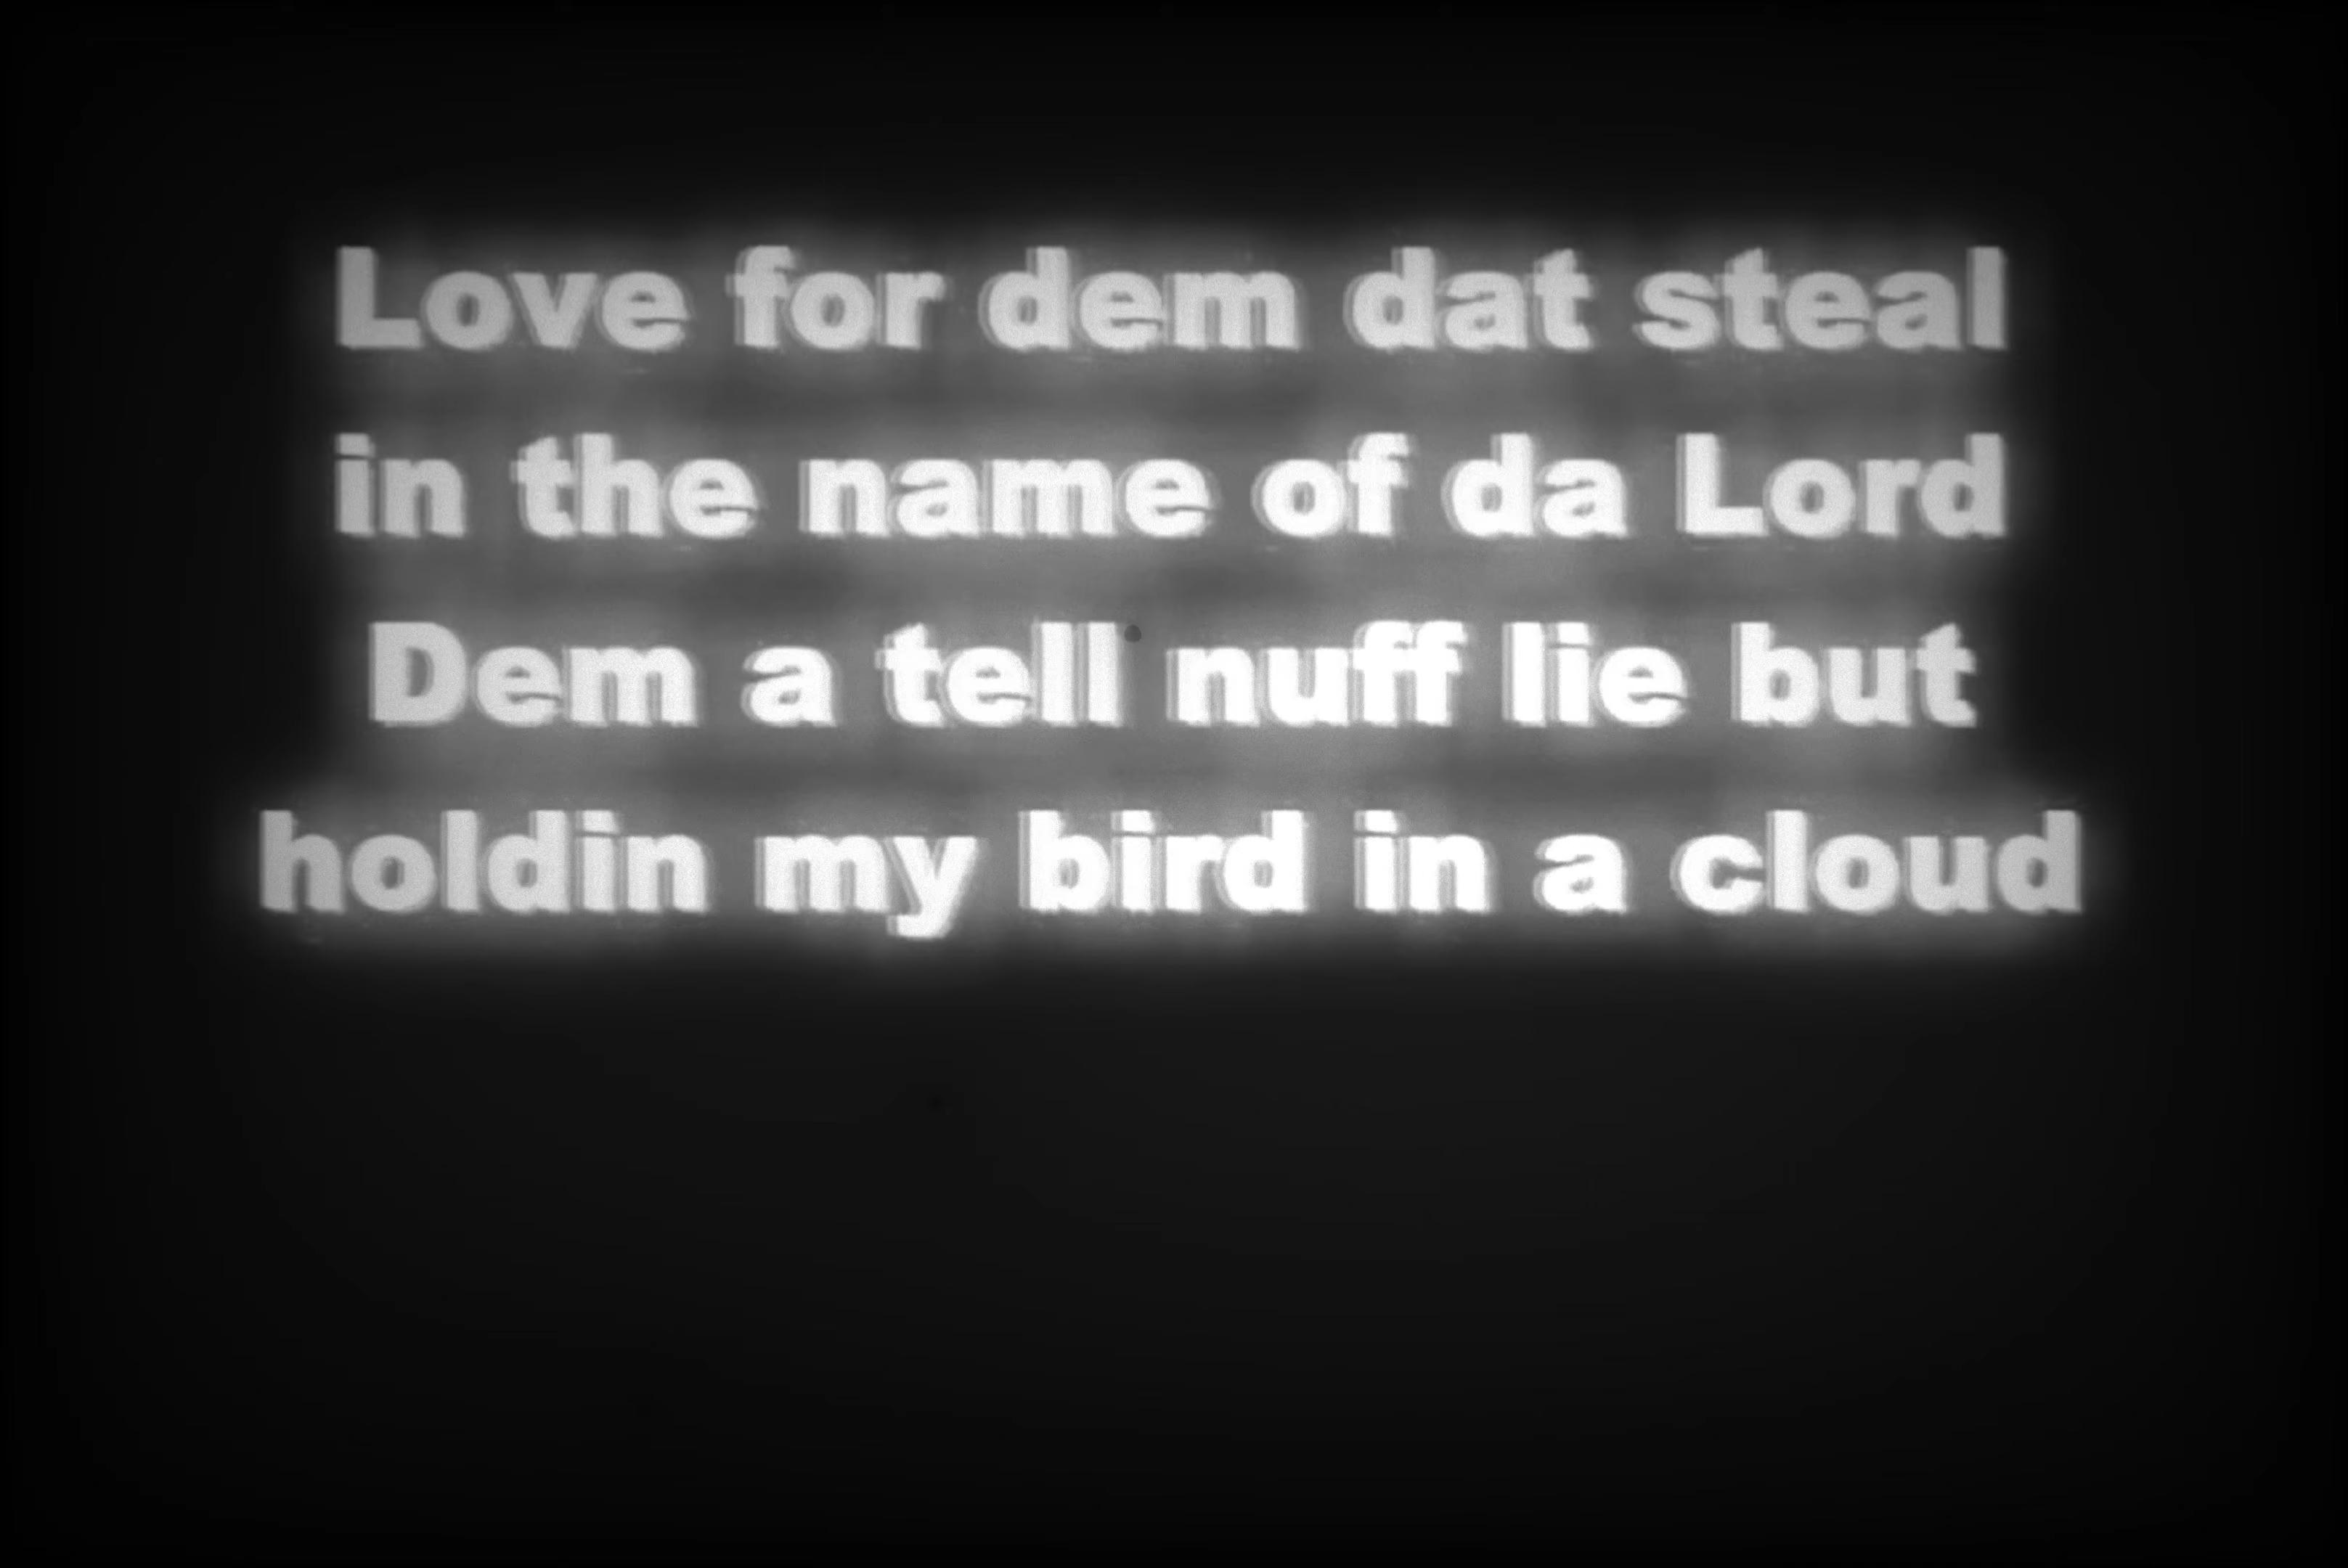 Love for dem dat steal
in the name of da Lord
Dem a tell nuff lie but
holdin my bird in a cloud